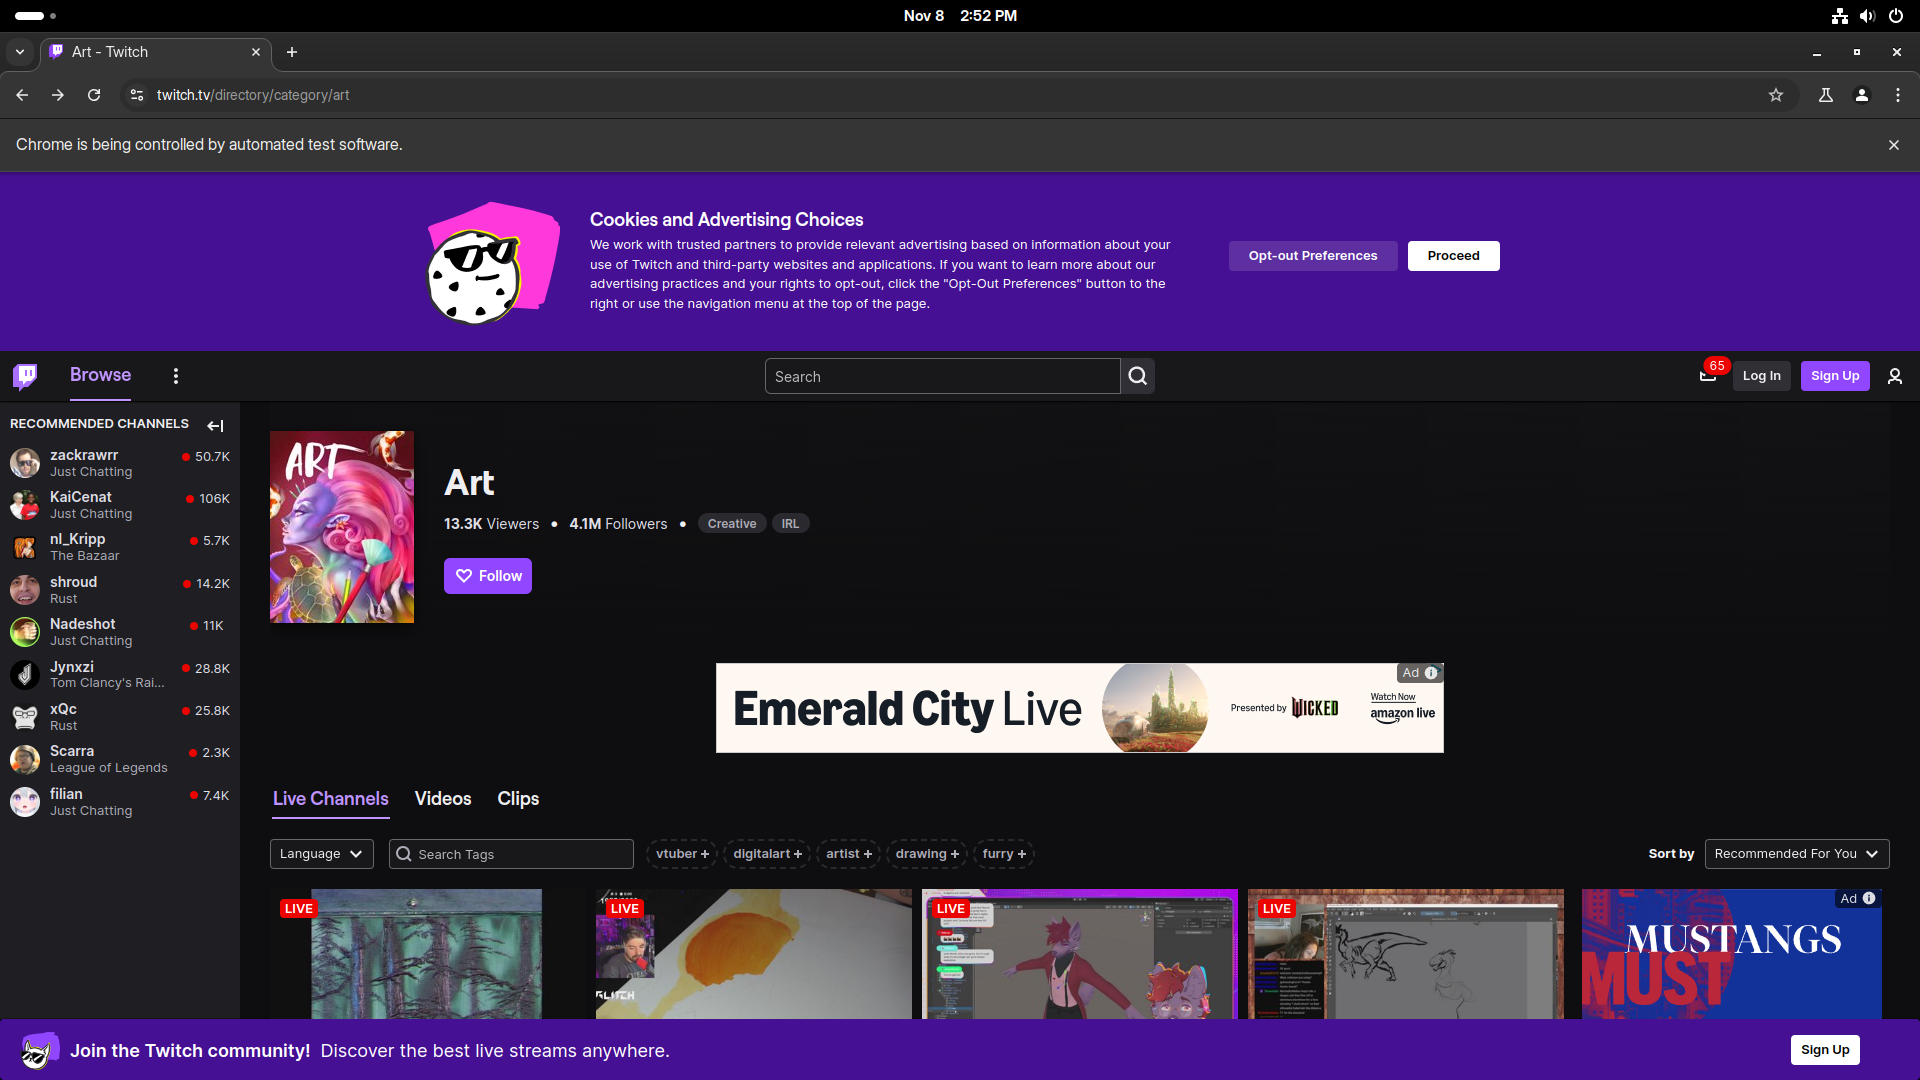 Nov 8 2:52 PM
Art - Twitch
twitch.tv/directory/category/art
Chrome is being controlled by automated test software.
Cookies and Advertising Choices
We work with trusted partners to provide relevant advertising based on information about your
use of Twitch and third-party websites and applications. If you want to learn more about our
advertising practices and your rights to opt-out, click the "Opt-Out Preferences" button to the
right or use the navigation menu at the top of the page.
Opt-out Preferences
Proceed
Browse
Search
65
Log In
Sign Up
RECOMMENDED CHANNELS
zackrawrr 50.7K
Just Chatting
KaiCenat 106K
Just Chatting
nl_Kripp 5.7K
The Bazaar
shroud 14.2K
Rust
Nadeshot 11K
Just Chatting
Jynxzi 28.8K
Tom Clancy's Rai...
xQc 25.8K
Rust
Scarra 2.3K
League of Legends
filian 7.4K
Just Chatting
ART
Art
13.3K Viewers • 4.1M Followers • Creative IRL
Follow
Emerald City Live
Presented by WICKED
Watch Now
amazon live
Ad
Live Channels Videos Clips
Language
Search Tags
vtuber + digitalart + artist + drawing + furry +
Sort by Recommended For You
LIVE
LIVE
GLITCH
LIVE
LIVE
Ad
MUSTANGS
MUST
Join the Twitch community! Discover the best live streams anywhere.
Sign Up